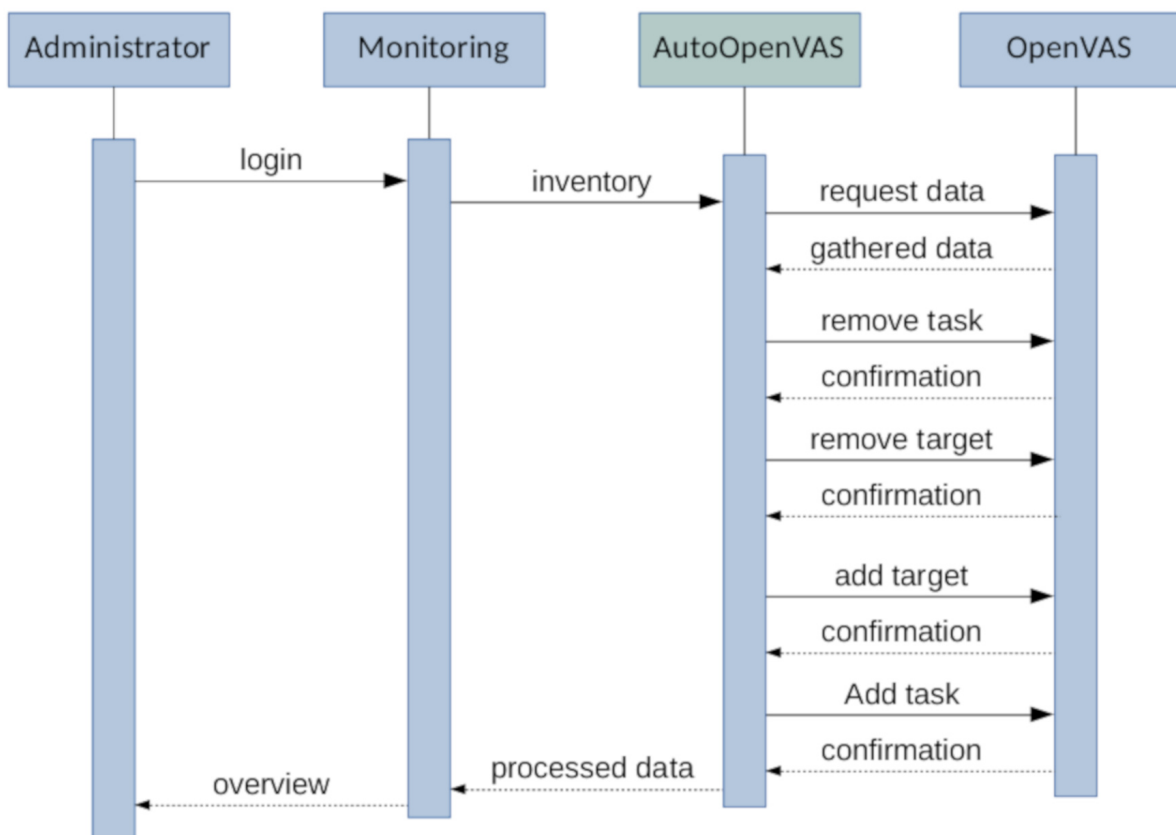 Administrator
Monitoring
AutoOpenVAS
OpenVAS
login
inventory
request data
gathered data
remove task
confirmation
remove target
confirmation
add target
confirmation
Add task
confirmation
processed data
overview